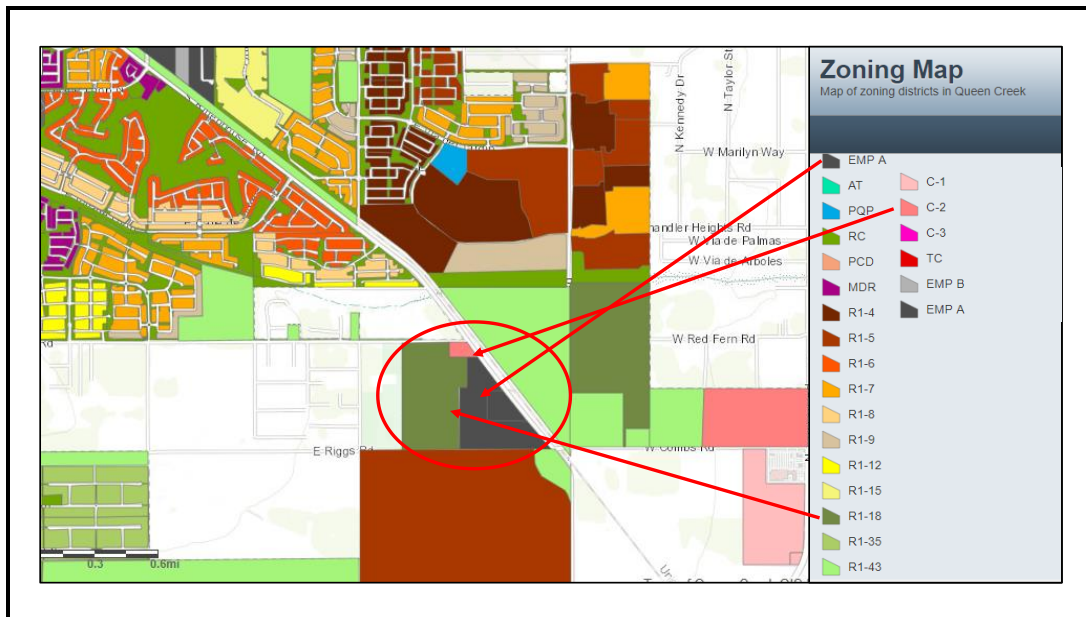 Zoning Map
Map of zoning districts in Queen Creek
EMP A
AT
PQP
RC
PCD
MDR
R1-4
R1-5
R1-6
R1-7
R1-8
R1-9
R1-12
R1-15
R1-18
R1-35
R1-43
C-1
C-2
C-3
TC
EMP B
EMP A
N Kennedy Dr
N Taylor St
W Marilyn Way
handler Heights Rd
W Via de Palmas
W Via de Arboles
W Red Fern Rd
Rd
E Riggs Rd
W Combs Rd
0.3
0.6mi